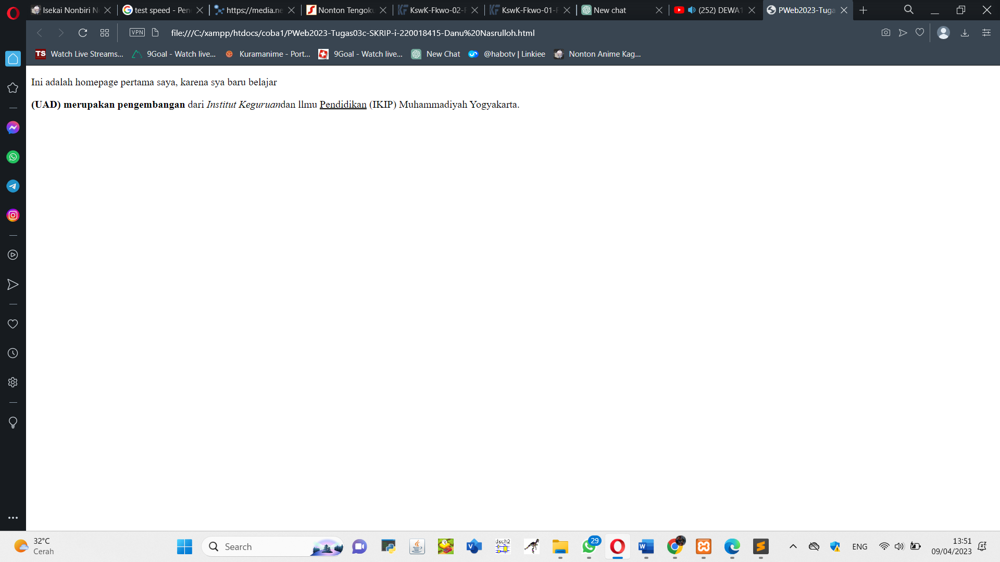 Isekai Nonbiri N
test speed - Pen
https://media.ne
Nonton Tengoku
KswK-Fkwo-02-F
KswK-Fkwo-01-F
New chat
(252) DEWA1
PWeb2023-Tuga
VPN
file:///C:/xampp/htdocs/coba1/PWeb2023-Tugas03c-SKRIP-i-220018415-Danu%20Nasrulloh.html
TS Watch Live Streams...
9Goal - Watch live...
Kuramanime - Port...
9Goal - Watch live...
New Chat
@habotv | Linkiee
Nonton Anime Kag...
Ini adalah homepage pertama saya, karena sya baru belajar
(UAD) merupakan pengembangan dari Institut Keguruandan llmu Pendidikan (IKIP) Muhammadiyah Yogyakarta.
32°C
Cerah
Search
dsch2
29
ENG
13:51
09/04/2023